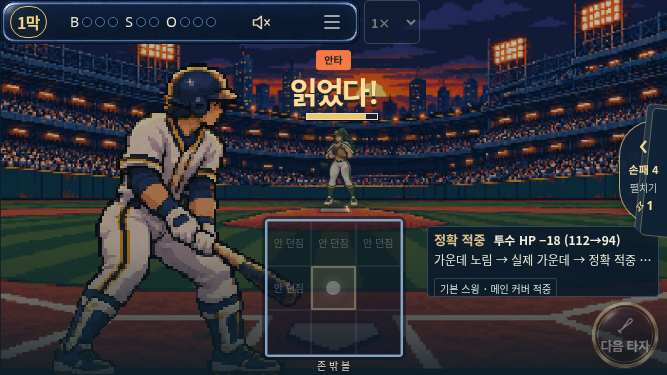 1막 B S O 1×
안타
읽었다!
손패 4
펼치기
1
안 던짐 안 던짐 안 던짐
안 던짐
정확 적중 투수 HP −18 (112→94)
가운데 노림 → 실제 가운데 → 정확 적중 ···
기본 스윙 · 메인 커버 적중
다음 타자
존 밖 볼